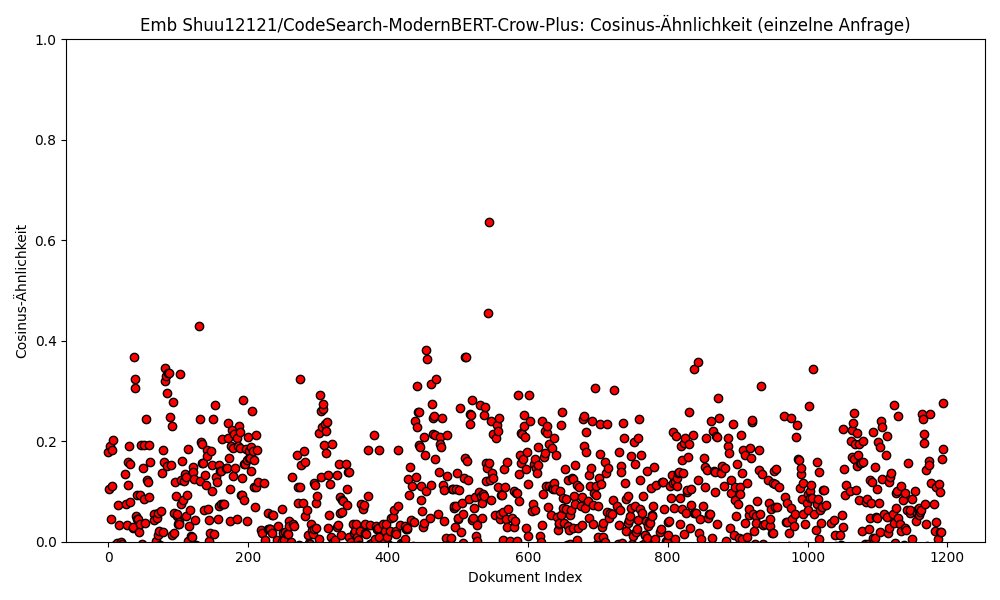 Emb Shuu12121/CodeSearch-ModernBERT-Crow-Plus: Cosinus-Ähnlichkeit (einzelne Anfrage)
1.0
0.8
0.6
0.4
0.2
0.0
Cosinus-Ähnlichkeit
0 200 400 600 800 1000 1200
Dokument Index